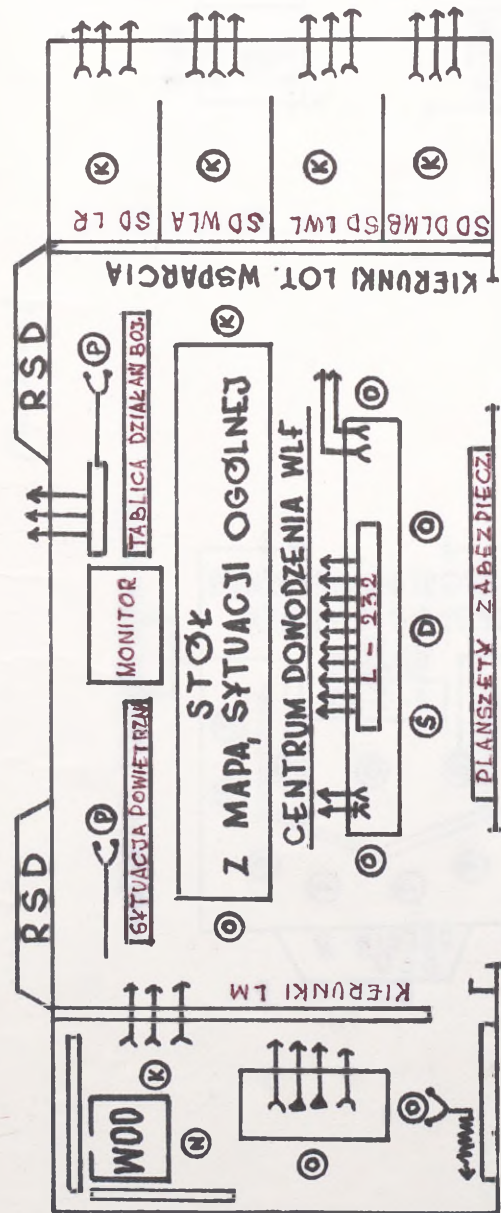 RSD
RSD
WOD
K
N
O
O
O
KIERUNKI LM
P
SYTUACJA POWIETRZNA
MONITOR
P
TABLICA DZIAŁAŃ BOJ.
O
STÓŁ
Z MAPĄ SYTUACJI OGÓLNEJ
K
CENTRUM DOWODZENIA WLF
L-232
O
Ś
D
O
D
PLANSZETY ZABEZPIECZ.
KIERUNKI LOT. WSPARCIA
SD LR
K
SD WLA
K
SD LWL
K
SD DLMB
K